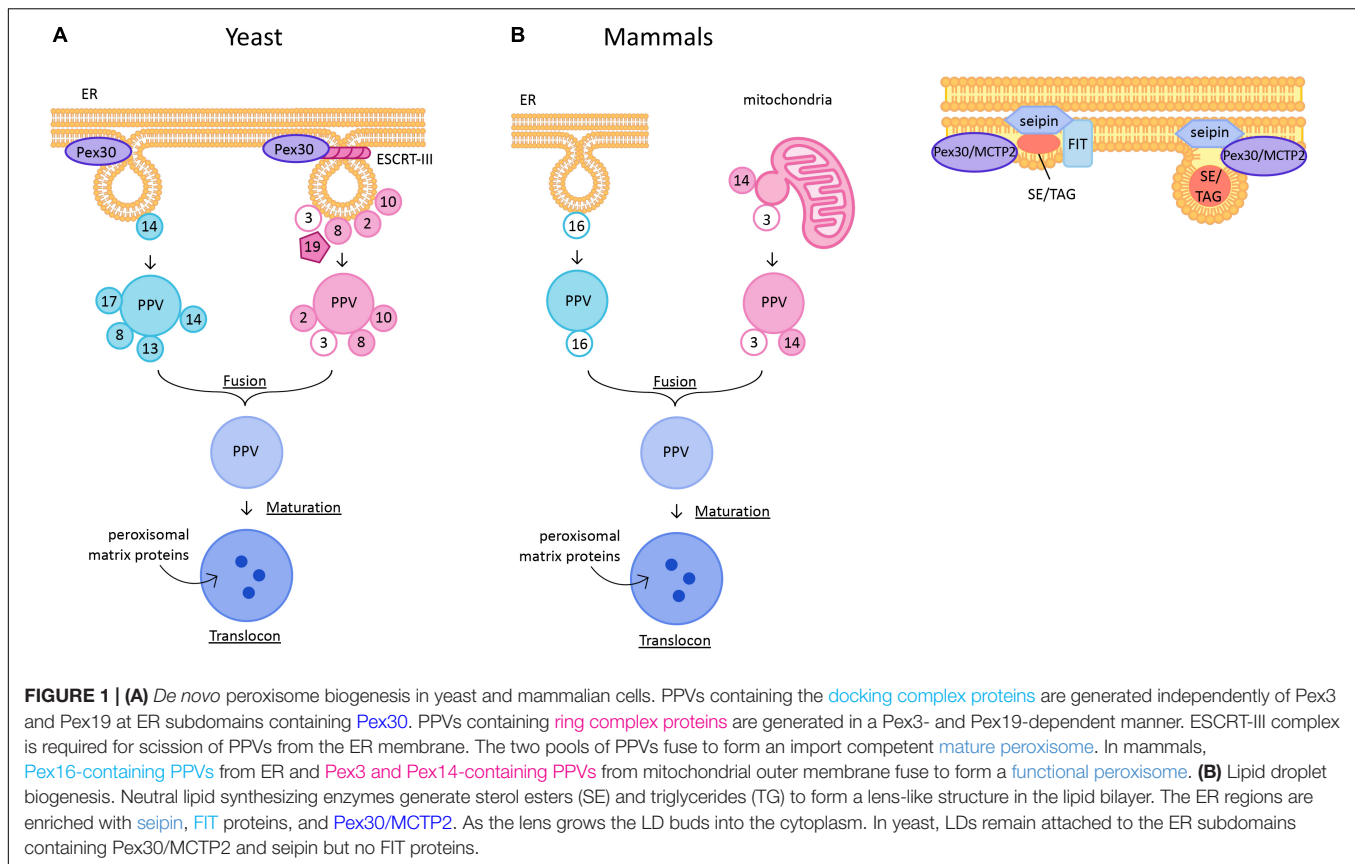 A
Yeast
ER
Pex30
14
PPV
17
8
13
14
Pex30
ESCRT-III
3
19
8
2
10
PPV
2
3
8
10
Fusion
PPV
Maturation
peroxisomal
matrix proteins
Translocon
B
Mammals
ER
16
PPV
16
mitochondria
14
3
PPV
3
14
Fusion
PPV
Maturation
peroxisomal
matrix proteins
Translocon
seipin
Pex30/MCTP2
FIT
SE/TAG
seipin
Pex30/MCTP2
SE/
TAG
FIGURE 1 | (A) De novo peroxisome biogenesis in yeast and mammalian cells. PPVs containing the docking complex proteins are generated independently of Pex3
and Pex19 at ER subdomains containing Pex30. PPVs containing ring complex proteins are generated in a Pex3- and Pex19-dependent manner. ESCRT-III complex
is required for scission of PPVs from the ER membrane. The two pools of PPVs fuse to form an import competent mature peroxisome. In mammals,
Pex16-containing PPVs from ER and Pex3 and Pex14-containing PPVs from mitochondrial outer membrane fuse to form a functional peroxisome. (B) Lipid droplet
biogenesis. Neutral lipid synthesizing enzymes generate sterol esters (SE) and triglycerides (TG) to form a lens-like structure in the lipid bilayer. The ER regions are
enriched with seipin, FIT proteins, and Pex30/MCTP2. As the lens grows the LD buds into the cytoplasm. In yeast, LDs remain attached to the ER subdomains
containing Pex30/MCTP2 and seipin but no FIT proteins.